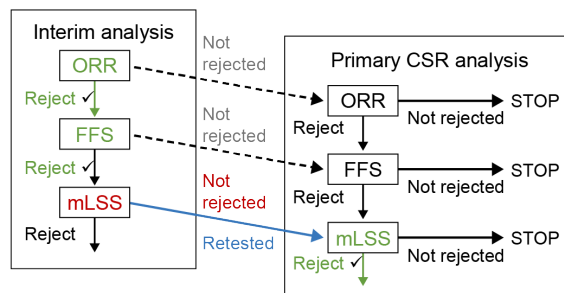 Interim analysis
ORR
Reject ✓
FFS
Reject ✓
mLSS
Reject
Not
rejected
Not
rejected
Not
rejected
Retested
Primary CSR analysis
ORR
Not rejected
STOP
Reject
FFS
Not rejected
STOP
Reject
mLSS
Not rejected
STOP
Reject ✓